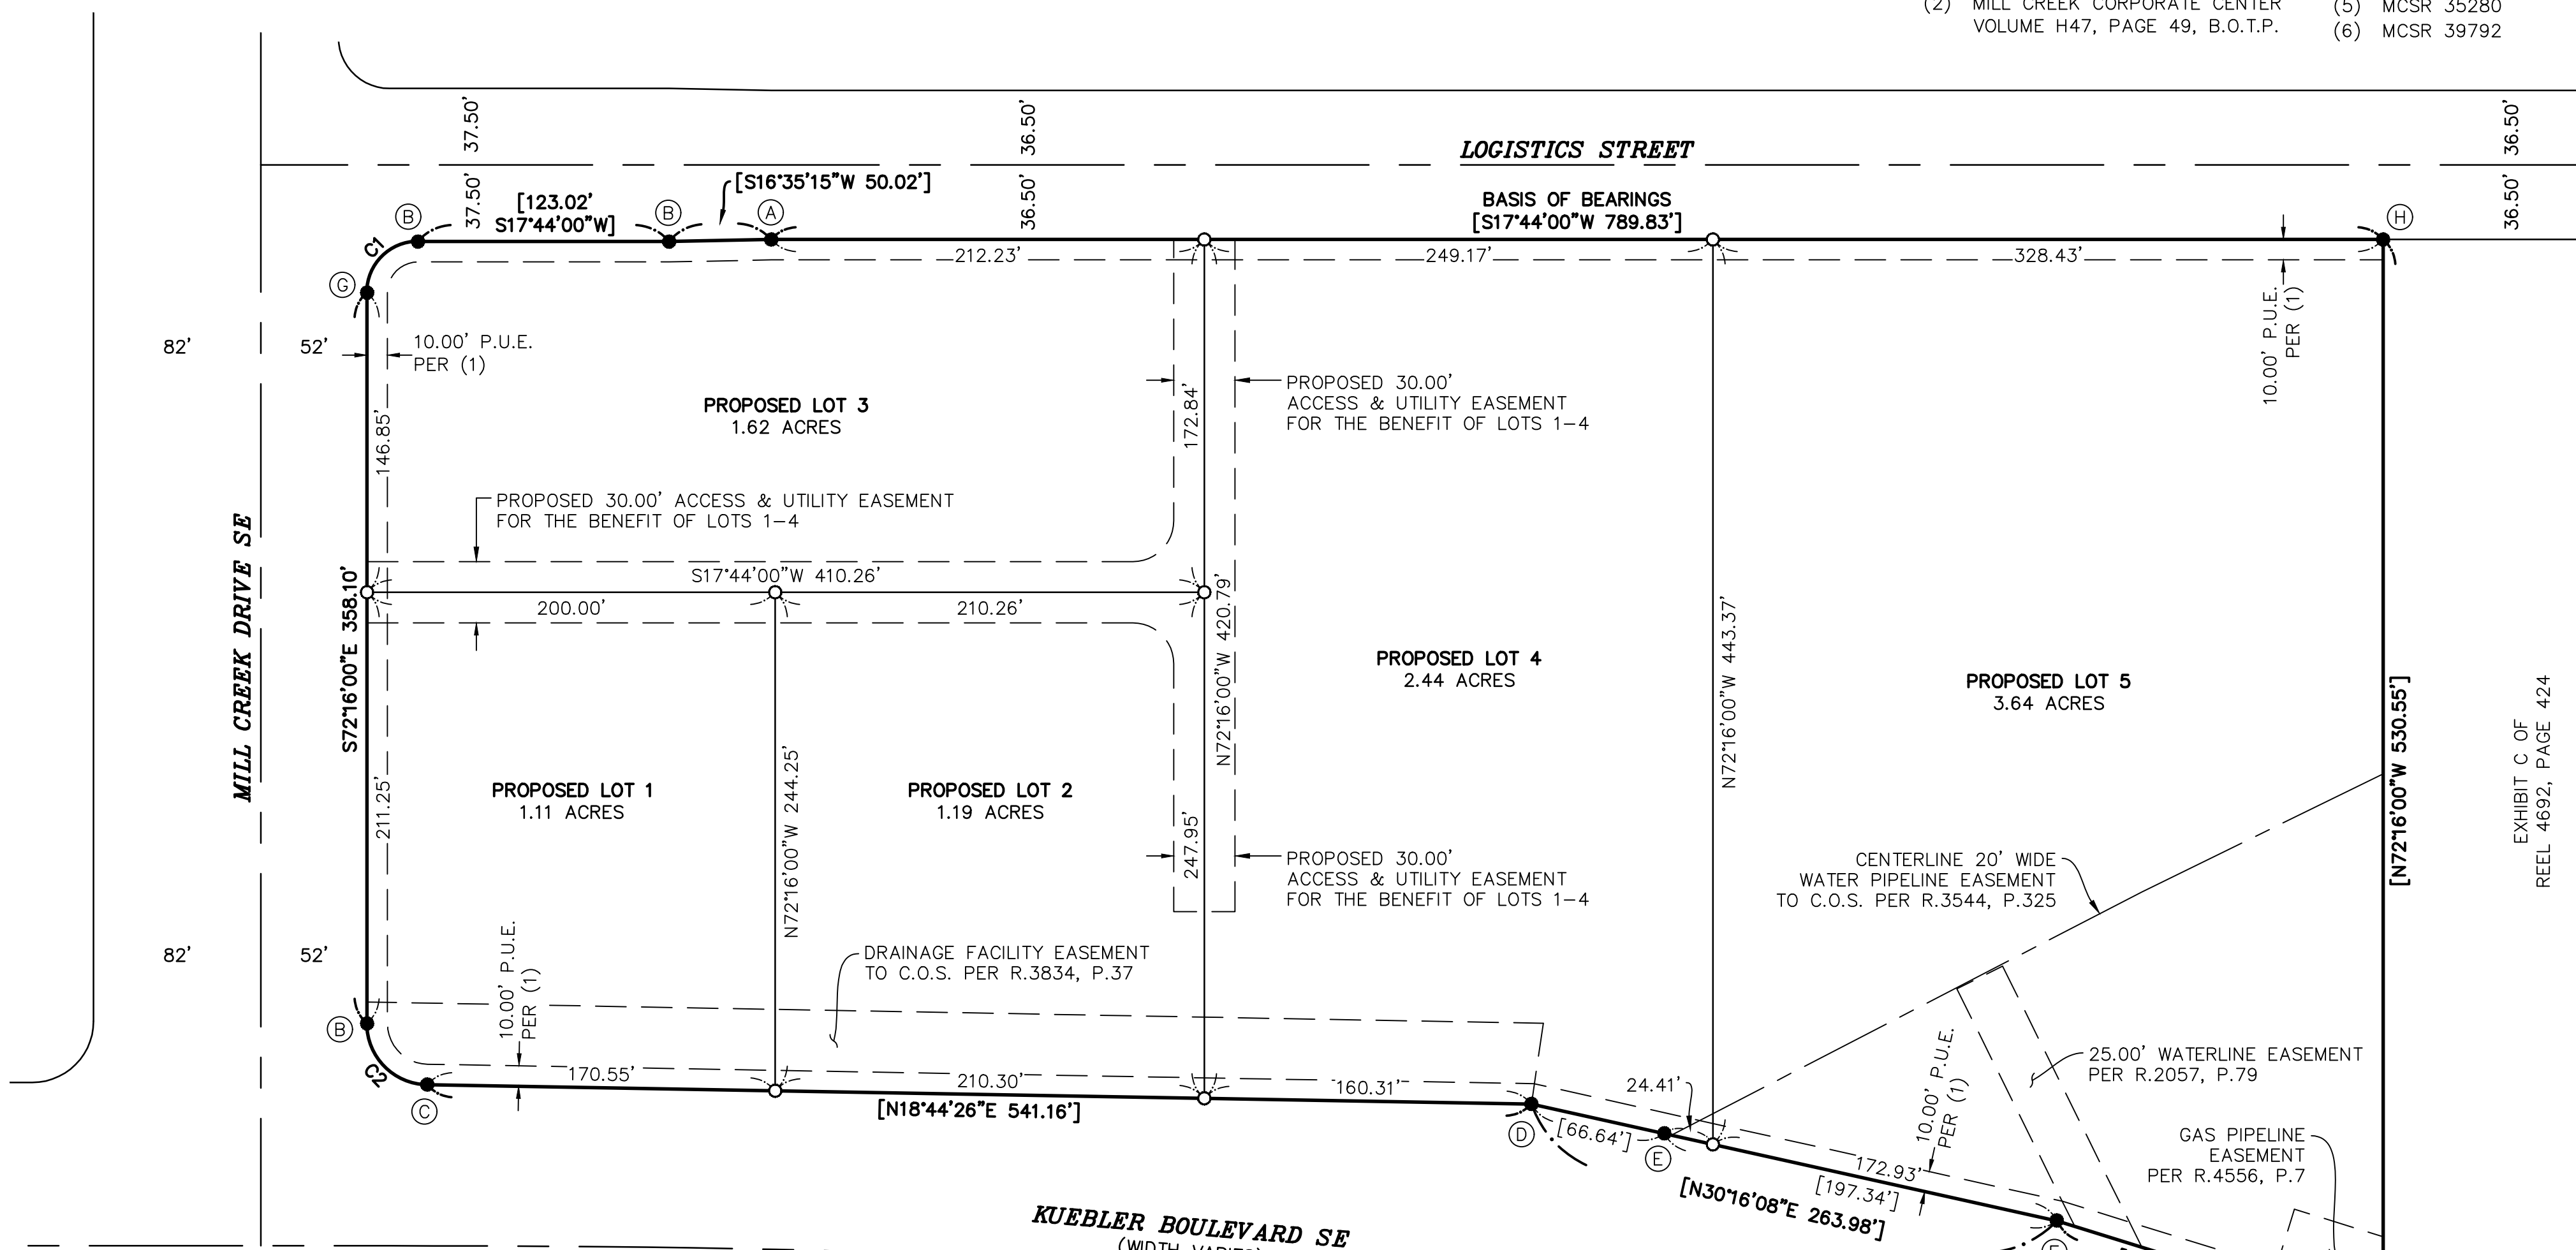 (2) MILL CREEK CORPORATE CENTER
VOLUME H47, PAGE 49, B.O.T.P.
(5) MCSR 35280
(6) MCSR 39792
37.50'
36.50'
36.50'
LOGISTICS STREET
[S16°35'15"W 50.02']
37.50'
36.50'
36.50'
[123.02'
S17°44'00"W]
BASIS OF BEARINGS
[S17°44'00"W 789.83']
B
B
A
H
C1
G
212.23'
249.17'
328.43'
10.00' P.U.E.
PER (1)
10.00' P.U.E.
PER (1)
82'
52'
146.85'
172.84'
PROPOSED LOT 3
1.62 ACRES
PROPOSED 30.00'
ACCESS & UTILITY EASEMENT
FOR THE BENEFIT OF LOTS 1-4
PROPOSED 30.00' ACCESS & UTILITY EASEMENT
FOR THE BENEFIT OF LOTS 1-4
MILL CREEK DRIVE SE
S72°16'00"E 358.10'
S17°44'00"W 410.26'
200.00'
210.26'
N72°16'00"W 420.79'
N72°16'00"W 443.37'
PROPOSED LOT 4
2.44 ACRES
PROPOSED LOT 5
3.64 ACRES
[N72°16'00"W 530.55']
EXHIBIT C OF
REEL 4692, PAGE 424
211.25'
PROPOSED LOT 1
1.11 ACRES
N72°16'00"W 244.25'
PROPOSED LOT 2
1.19 ACRES
247.95'
PROPOSED 30.00'
ACCESS & UTILITY EASEMENT
FOR THE BENEFIT OF LOTS 1-4
CENTERLINE 20' WIDE
WATER PIPELINE EASEMENT
TO C.O.S. PER R.3544, P.325
82'
52'
10.00' P.U.E.
PER (1)
DRAINAGE FACILITY EASEMENT
TO C.O.S. PER R.3834, P.37
B
C2
C
170.55'
210.30'
160.31'
[N18°44'26"E 541.16']
D
[66.64']
E
24.41'
10.00' P.U.E.
PER (1)
25.00' WATERLINE EASEMENT
PER R.2057, P.79
172.93'
[197.34']
[N30°16'08"E 263.98']
GAS PIPELINE
EASEMENT
PER R.4556, P.7
KUEBLER BOULEVARD SE
(WIDTH VARIES)